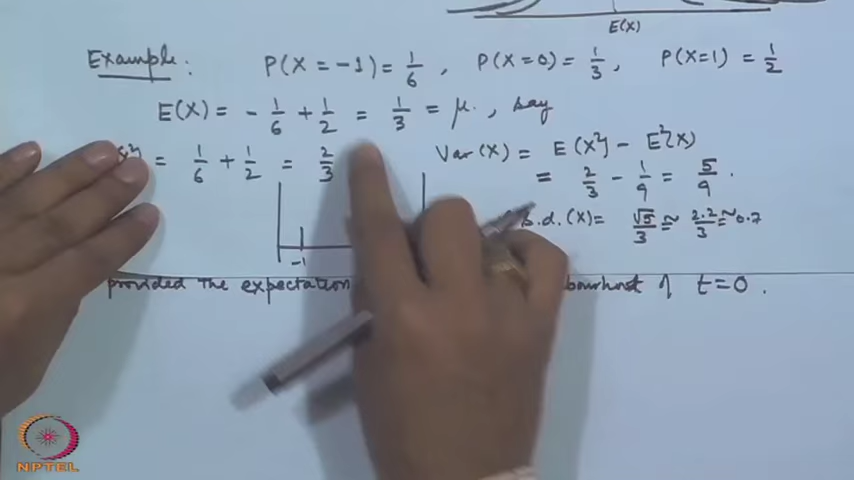 E(X)
Example: P(X = -1) = 1/6 , P(X=0) = 1/3 , P(X=1) = 1/2
E(X) = - 1/6 + 1/2 = 1/3 = μ. , say
X²) = 1/6 + 1/2 = 2/3
Var(X) = E(X²) - E²(X)
= 2/3 - 1/9 = 5/9 .
s.d.(X) = √5/3 ≅ 2.2/3 ≅ 0.7
-1
provided the expectation of t=0 .
NPTEL